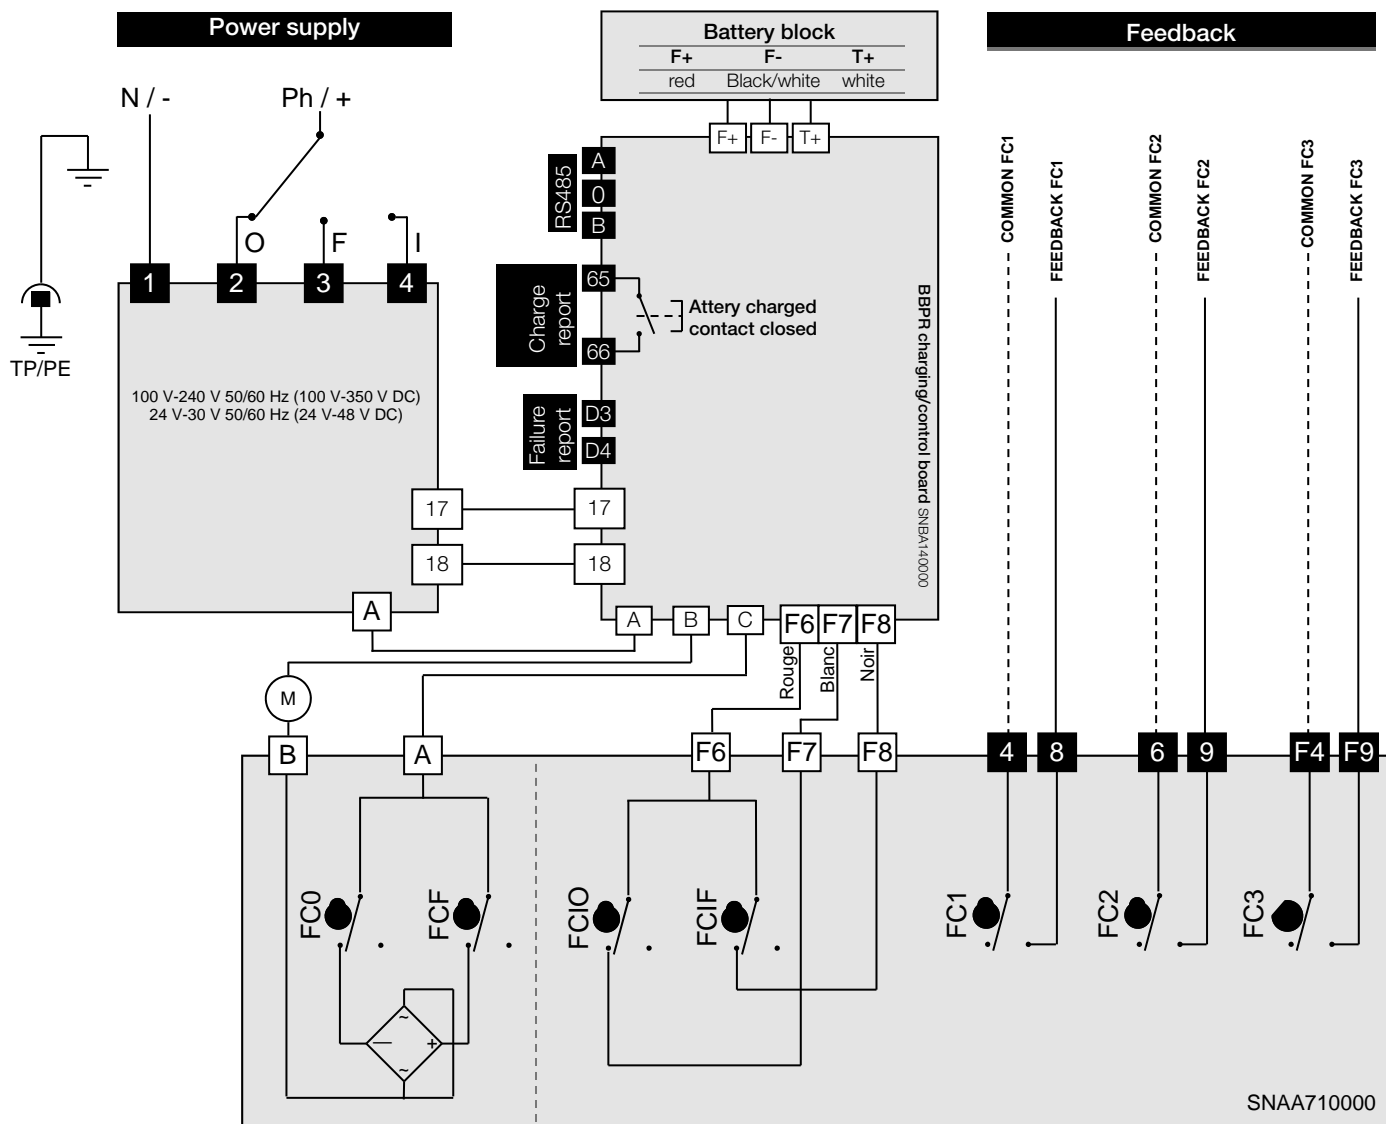 Power supply
Battery block
F+ F- T+
red Black/white white
Feedback
N / -
Ph / +
F+ F- T+
COMMON FC1
FEEDBACK FC1
COMMON FC2
FEEDBACK FC2
COMMON FC3
FEEDBACK FC3
RS485
A
0
B
O
F
I
1 2 3 4
TP/PE
Charge
report
65
66
Attery charged
contact closed
BBPR charging/control board SNBA140000
100 V-240 V 50/60 Hz (100 V-350 V DC)
24 V-30 V 50/60 Hz (24 V-48 V DC)
Failure
report
D3
D4
17 17
18 18
A
A B C F6 F7 F8
Rouge
Blanc
Noir
M
B A F6 F7 F8 4 8 6 9 F4 F9
FC0
FCF
FCIO
FCIF
FC1
FC2
FC3
~
— +
~
SNAA710000